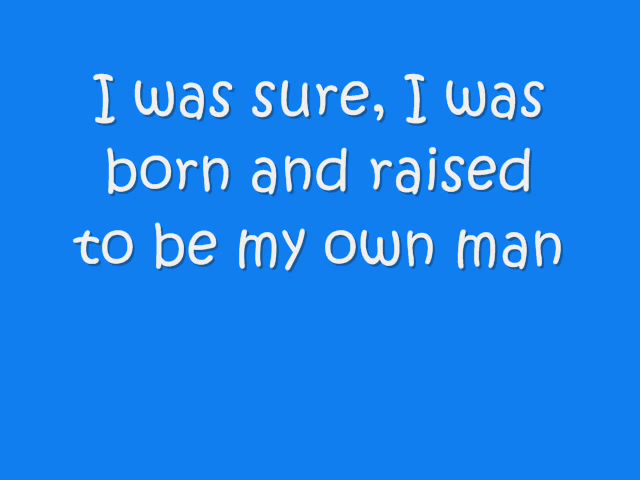 I was sure, I was
born and raised
to be my own man